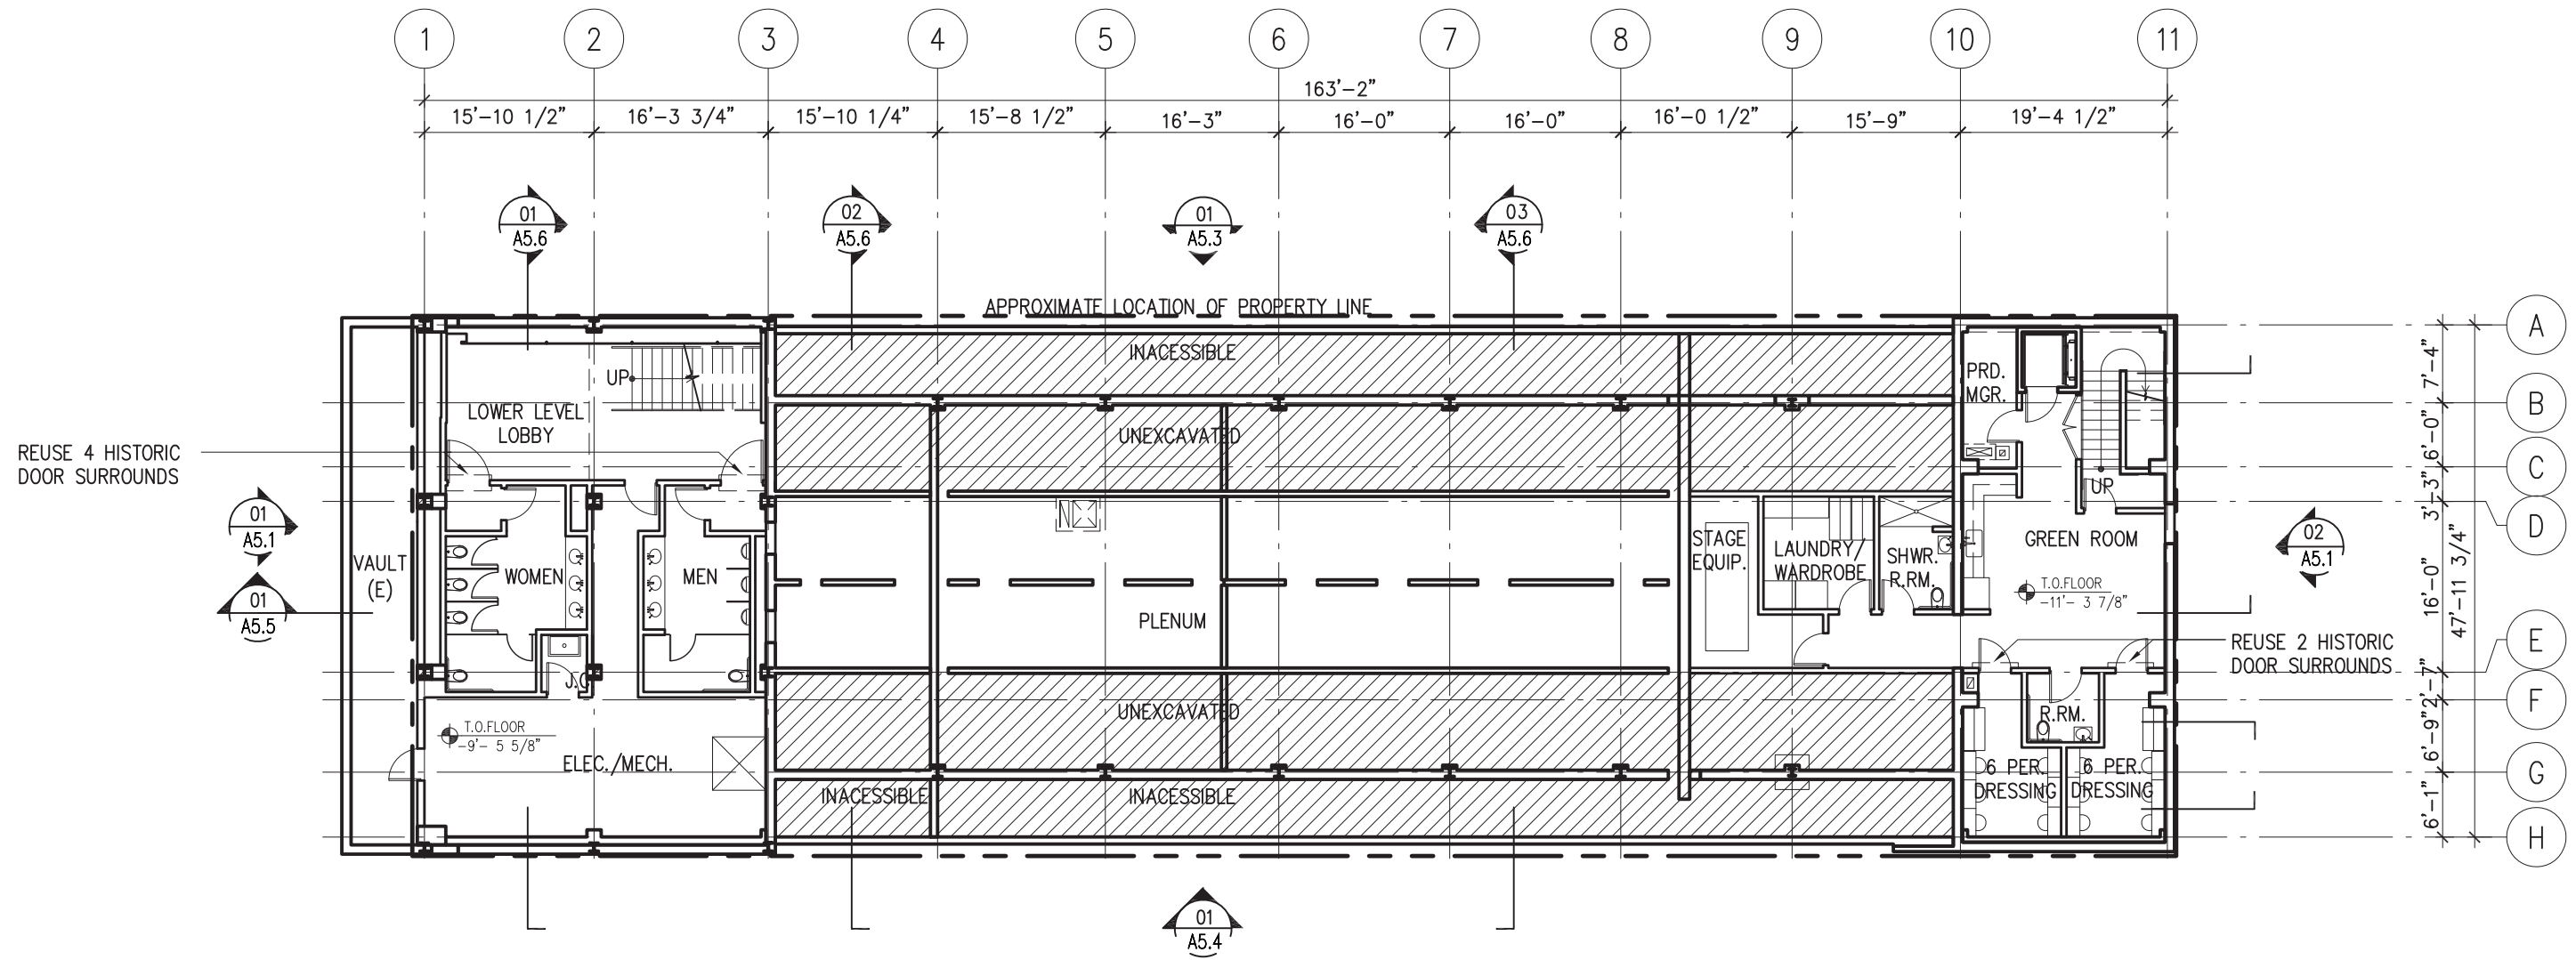 1 2 3 4 5 6 7 8 9 10 11
163'-2"
15'-10 1/2" 16'-3 3/4" 15'-10 1/4" 15'-8 1/2" 16'-3" 16'-0" 16'-0" 16'-0 1/2" 15'-9" 19'-4 1/2"
01
A5.6
02
A5.6
01
A5.3
03
A5.6
APPROXIMATE LOCATION OF PROPERTY LINE
A
B
C
D
E
F
G
H
7'-4"
6'-0"
3'-3"
16'-0"
2'-7"
6'-9"
6'-1"
47'-11 3/4"
INACESSIBLE
UP
LOWER LEVEL
LOBBY
UNEXCAVATED
PRD.
MGR.
UP
REUSE 4 HISTORIC
DOOR SURROUNDS
01
A5.1
01
A5.5
VAULT
(E)
WOMEN
MEN
J.C
PLENUM
STAGE
EQUIP.
LAUNDRY/
WARDROBE
SHWR.
R.RM.
GREEN ROOM
T.O.FLOOR
-11'- 3 7/8"
02
A5.1
REUSE 2 HISTORIC
DOOR SURROUNDS
T.O.FLOOR
-9'- 5 5/8"
ELEC./MECH.
UNEXCAVATED
R.RM.
6 PER.
DRESSING
6 PER.
DRESSING
INACESSIBLE
INACESSIBLE
01
A5.4